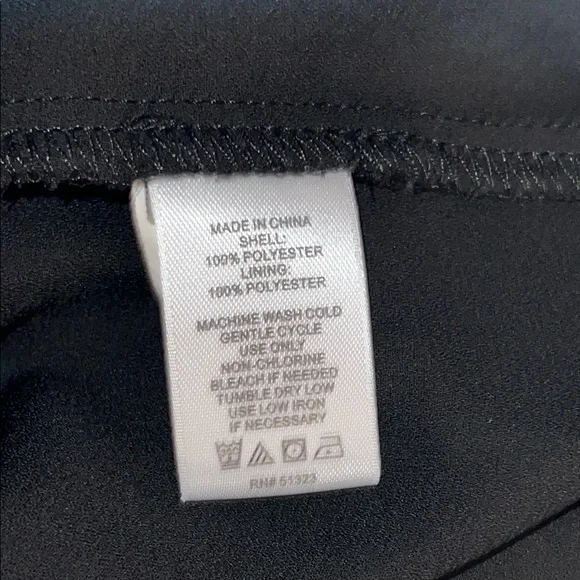 MADE IN CHINA
SHELL:
100% POLYESTER
LINING:
100% POLYESTER
MACHINE WASH COLD
GENTLE CYCLE
USE ONLY
NON-CHLORINE
BLEACH IF NEEDED
TUMBLE DRY LOW
USE LOW IRON
IF NECESSARY
RN# 51323